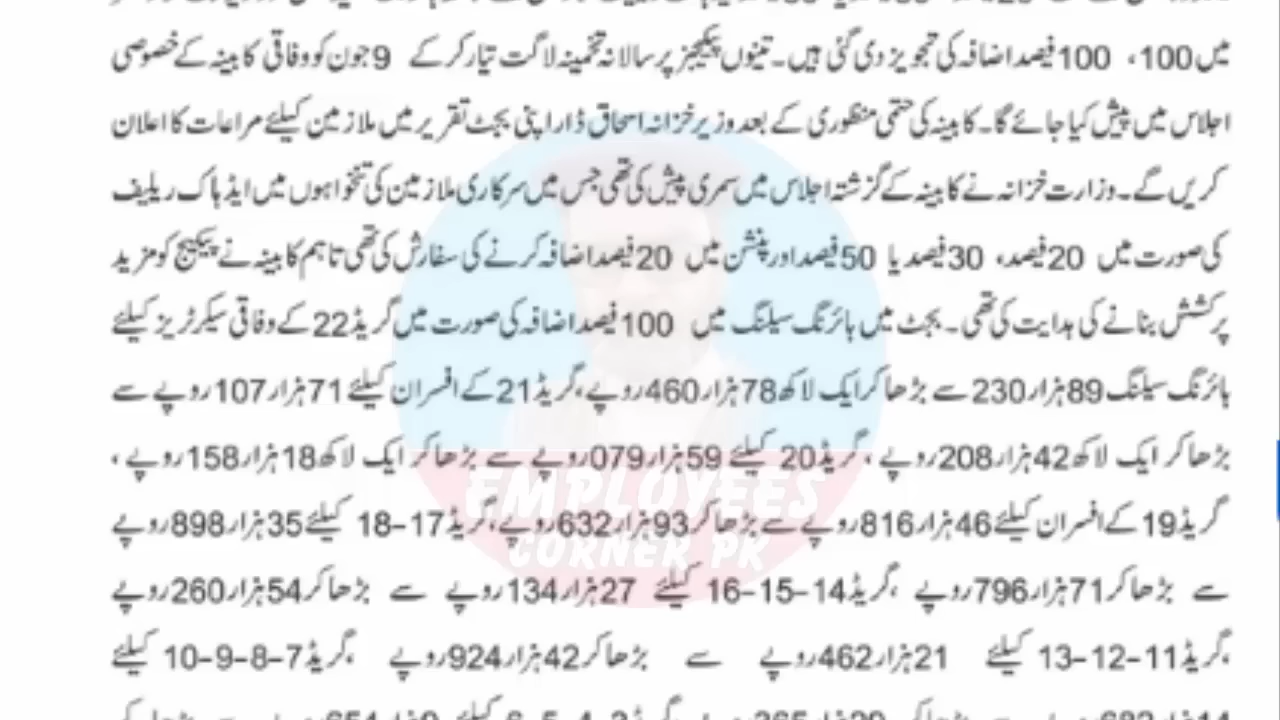 میں 100، 100 فیصد اضافہ کی تجویز دی گئی ہیں۔ تینوں پیکیجز پر سالانہ تخمینہ لاگت تیار کر کے 9 جون کو وفاقی کابینہ کے خصوصی
اجلاس میں پیش کیا جائے گا۔ کابینہ کی حتمی منظوری کے بعد وزیر خزانہ اسحاق ڈار اپنی بجٹ تقریر میں ملازمین کیلئے مراعات کا اعلان
کریں گے۔ وزارت خزانہ نے کابینہ کے گزشتہ اجلاس میں سمری پیش کی تھی جس میں سرکاری ملازمین کی تنخواہوں میں ایڈہاک ریلیف
کی صورت میں 20 فیصد، 30 فیصد یا 50 فیصد اور پنشن میں 20 فیصد اضافہ کرنے کی سفارش کی تھی تاہم کابینہ نے پیکیج کو مزید
پرکشش بنانے کی ہدایت کی تھی۔ بجٹ میں ہائرنگ سیلنگ میں 100 فیصد اضافہ کی صورت میں گریڈ 22 کے وفاقی سیکرٹریز کیلئے
ہائرنگ سیلنگ 89 ہزار 230 سے بڑھا کر ایک لاکھ 78 ہزار 460 روپے، گریڈ 21 کے افسران کیلئے 71 ہزار 107 روپے سے
بڑھا کر ایک لاکھ 42 ہزار 208 روپے، گریڈ 20 کیلئے 59 ہزار 079 روپے سے بڑھا کر ایک لاکھ 18 ہزار 158 روپے،
گریڈ 19 کے افسران کیلئے 46 ہزار 816 روپے سے بڑھا کر 93 ہزار 632 روپے، گریڈ 17-18 کیلئے 35 ہزار 898 روپے
سے بڑھا کر 71 ہزار 796 روپے، گریڈ 14-15-16 کیلئے 27 ہزار 134 روپے سے بڑھا کر 54 ہزار 260 روپے
،گریڈ 11-12-13 کیلئے 21 ہزار 462 روپے سے بڑھا کر 42 ہزار 924 روپے، گریڈ 7-8-9-10 کیلئے
EMPLOYEES
CORNER PK